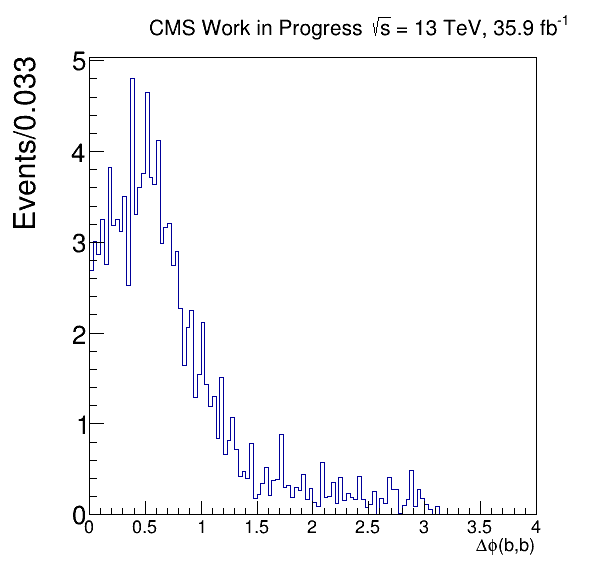 CMS Work in Progress √s = 13 TeV, 35.9 fb⁻¹
Events/0.033
5
4
3
2
1
0
0 0.5 1 1.5 2 2.5 3 3.5 4
Δϕ(b,b)